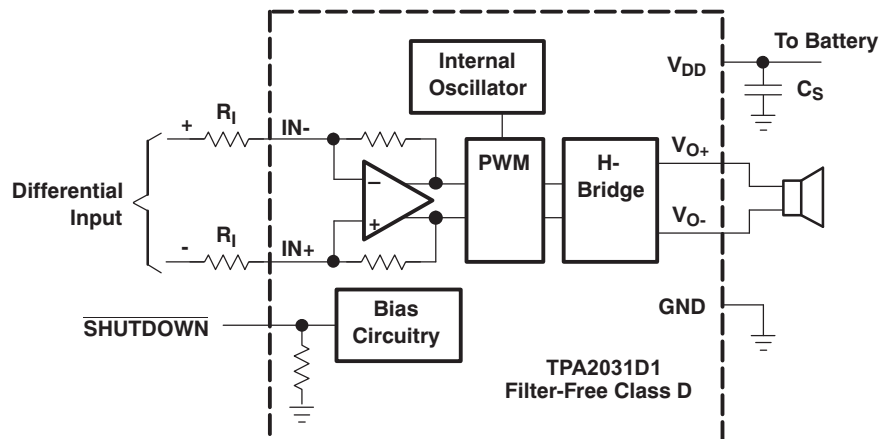 Internal
Oscillator
To Battery
VDD
CS
+
RI
IN-
Differential
Input
PWM
H-
Bridge
VO+
VO-
−
+
-
RI
IN+
GND
SHUTDOWN
Bias
Circuitry
TPA2031D1
Filter-Free Class D